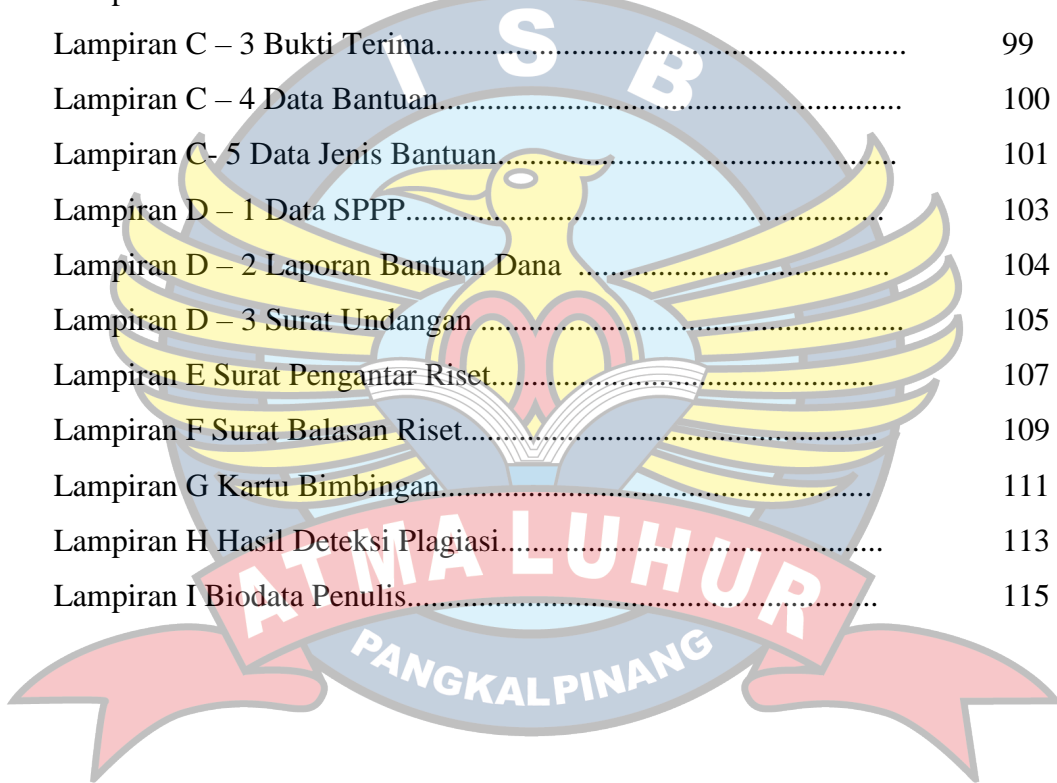 Lampiran C – 3 Bukti Terima.......................................................... 99
Lampiran C – 4 Data Bantuan......................................................... 100
Lampiran C- 5 Data Jenis Bantuan................................................. 101
Lampiran D – 1 Data SPPP........................................................... 103
Lampiran D – 2 Laporan Bantuan Dana ...................................... 104
Lampiran D – 3 Surat Undangan ..................................................... 105
Lampiran E Surat Pengantar Riset............................................... 107
Lampiran F Surat Balasan Riset................................................... 109
Lampiran G Kartu Bimbingan..................................................... 111
Lampiran H Hasil Deteksi Plagiasi............................................... 113
Lampiran I Biodata Penulis.......................................................... 115
I S B
ATMA LUHUR
PANGKALPINANG